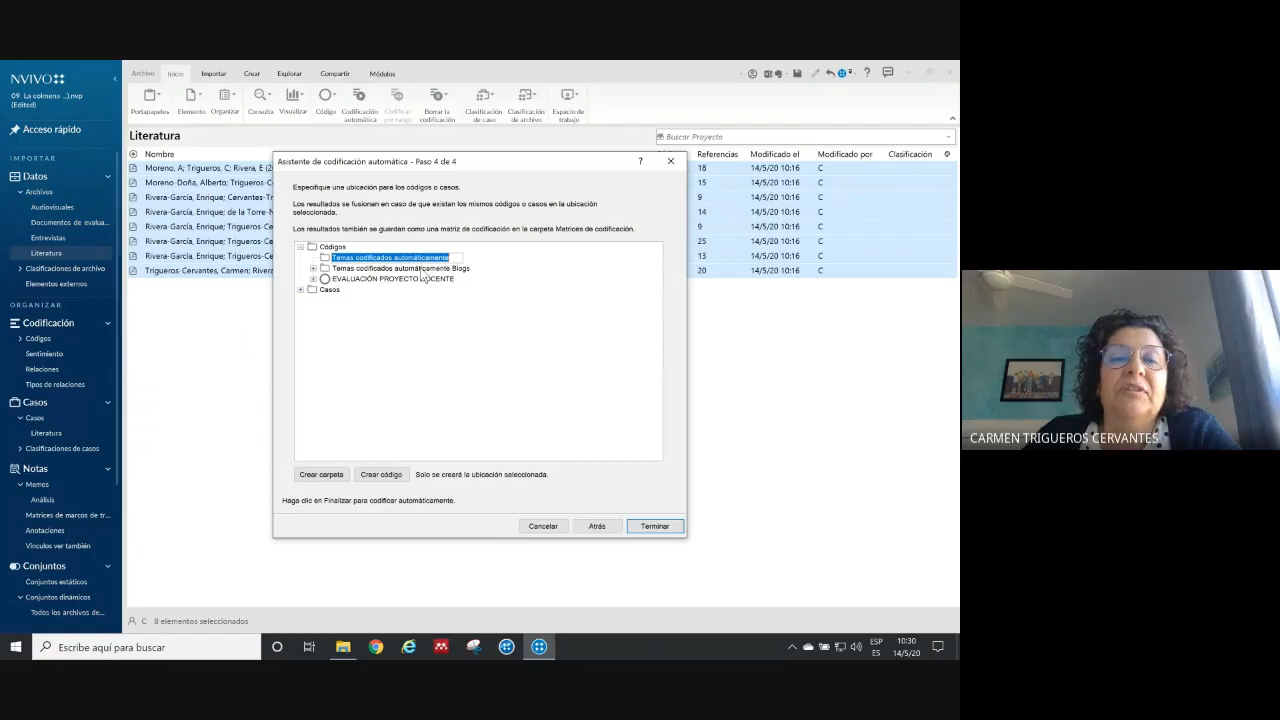 NVIVO
09. La colmena ...).nvp
(Edited)
Acceso rápido
IMPORTAR
Datos
Archivos
Audiovisuales
Documentos de evalua...
Entrevistas
Literatura
Clasificaciones de archivo
Elementos externos
ORGANIZAR
Codificación
Códigos
Sentimiento
Relaciones
Tipos de relaciones
Casos
Casos
Literatura
Clasificaciones de casos
Notas
Memos
Análisis
Matrices de marcos de tr...
Anotaciones
Vínculos ver también
Conjuntos
Conjuntos estáticos
Conjuntos dinámicos
Todos los archivos de...
Archivo Inicio Importar Crear Explorar Compartir Módulos
Portapapeles Elemento Organizar Consulta Visualizar Código Codificación automática Codificar por rango Borrar la codificación Clasificación de caso Clasificación de archivo Espacio de trabajo
Literatura
Buscar Proyecto
Nombre
Referencias Modificado el Modificado por Clasificación
Moreno, A; Trigueros, C; Rivera, E (2
18 14/5/20 10:16 C
Moreno-Doña, Alberto; Trigueros-C
15 14/5/20 10:16 C
Rivera-García, Enrique; Cervantes-Tr
9 14/5/20 10:16 C
Rivera-García, Enrique; de la Torre-N
14 14/5/20 10:16 C
Rivera-García, Enrique; Trigueros-Ce
9 14/5/20 10:16 C
Rivera-García, Enrique; Trigueros-Ce
25 14/5/20 10:16 C
Rivera-García, Enrique; Trigueros-Ce
13 14/5/20 10:16 C
Trigueros-Cervantes, Carmen; Rivera
20 14/5/20 10:16 C
Asistente de codificación automática - Paso 4 de 4
Especifique una ubicación para los códigos o casos.
Los resultados se fusionan en caso de que existan los mismos códigos o casos en la ubicación
seleccionada.
Los resultados también se guardan como una matriz de codificación en la carpeta Matrices de codificación.
Códigos
Temas codificados automáticamente
Temas codificados automáticamente Blogs
EVALUACIÓN PROYECTO DOCENTE
Casos
Crear carpeta Crear código Solo se creará la ubicación seleccionada.
Haga clic en Finalizar para codificar automáticamente.
Cancelar Atrás Terminar
C 8 elementos seleccionados
Escribe aquí para buscar
ESP
ES
10:30
14/5/20
CARMEN TRIGUEROS CERVANTES